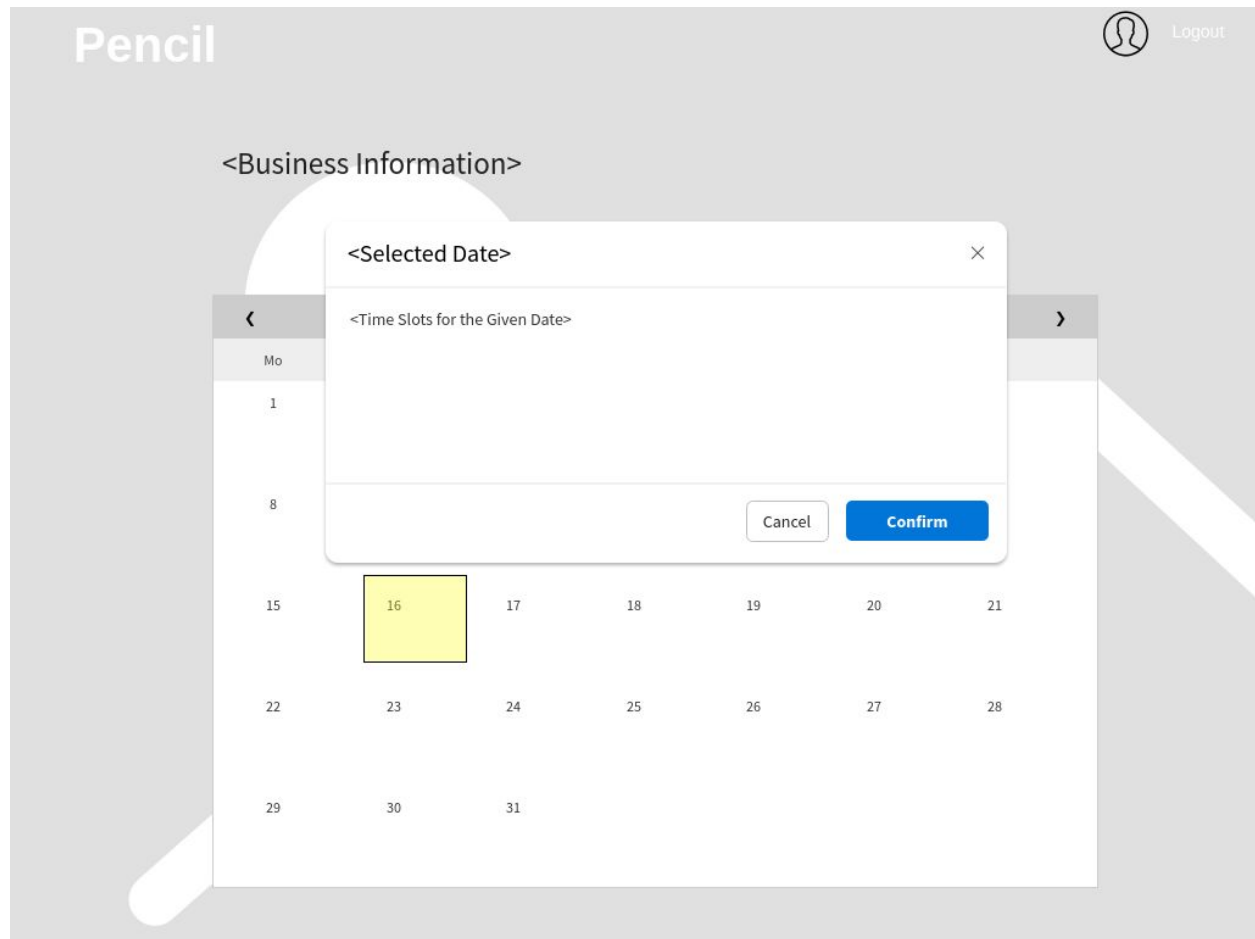 Pencil
Logout
<Business Information>
<Selected Date>
×
❮
<Time Slots for the Given Date>
❯
Mo
1
8
Cancel
Confirm
15 16 17 18 19 20 21
22 23 24 25 26 27 28
29 30 31